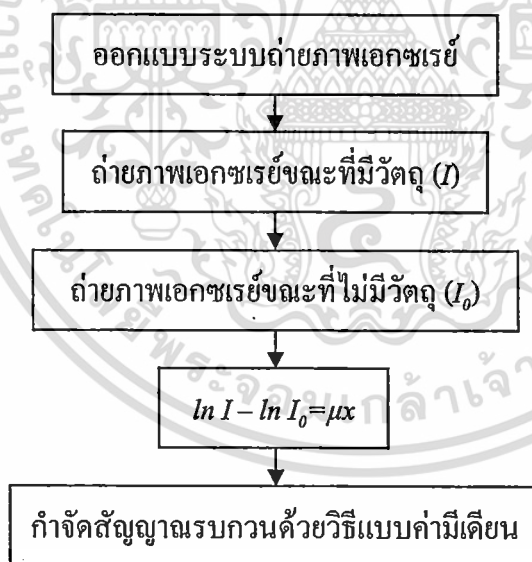 ออกแบบระบบถ่ายภาพเอกซเรย์
ถ่ายภาพเอกซเรย์ขณะที่มีวัตถุ (I)
ถ่ายภาพเอกซเรย์ขณะที่ไม่มีวัตถุ (I₀)
ln I – ln I₀=μx
กำจัดสัญญาณรบกวนด้วยวิธีแบบค่ามีเดียน